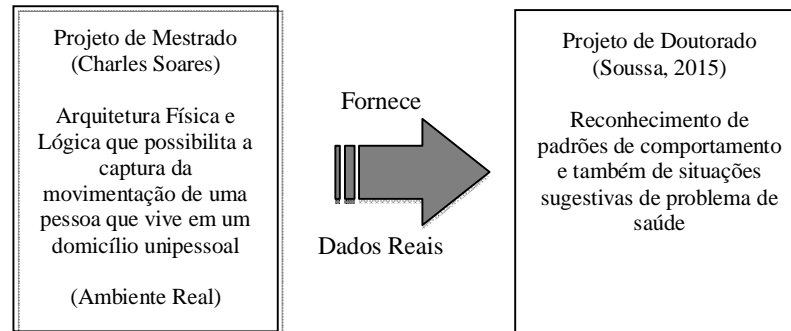 Projeto de Mestrado
(Charles Soares)
Arquitetura Física e
Lógica que possibilita a
captura da
movimentação de uma
pessoa que vive em um
domicílio unipessoal
(Ambiente Real)
Fornece
Dados Reais
Projeto de Doutorado
(Soussa, 2015)
Reconhecimento de
padrões de comportamento
e também de situações
sugestivas de problema de
saúde